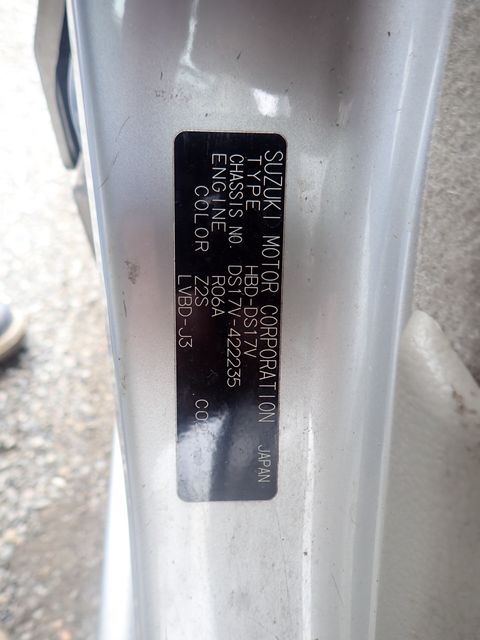 SUZUKI MOTOR CORPORATION JAPAN
TYPE HBD-DS17V
CHASSIS NO. DS17V-422235
ENGINE R06A
COLOR Z2S
LVBD-J3